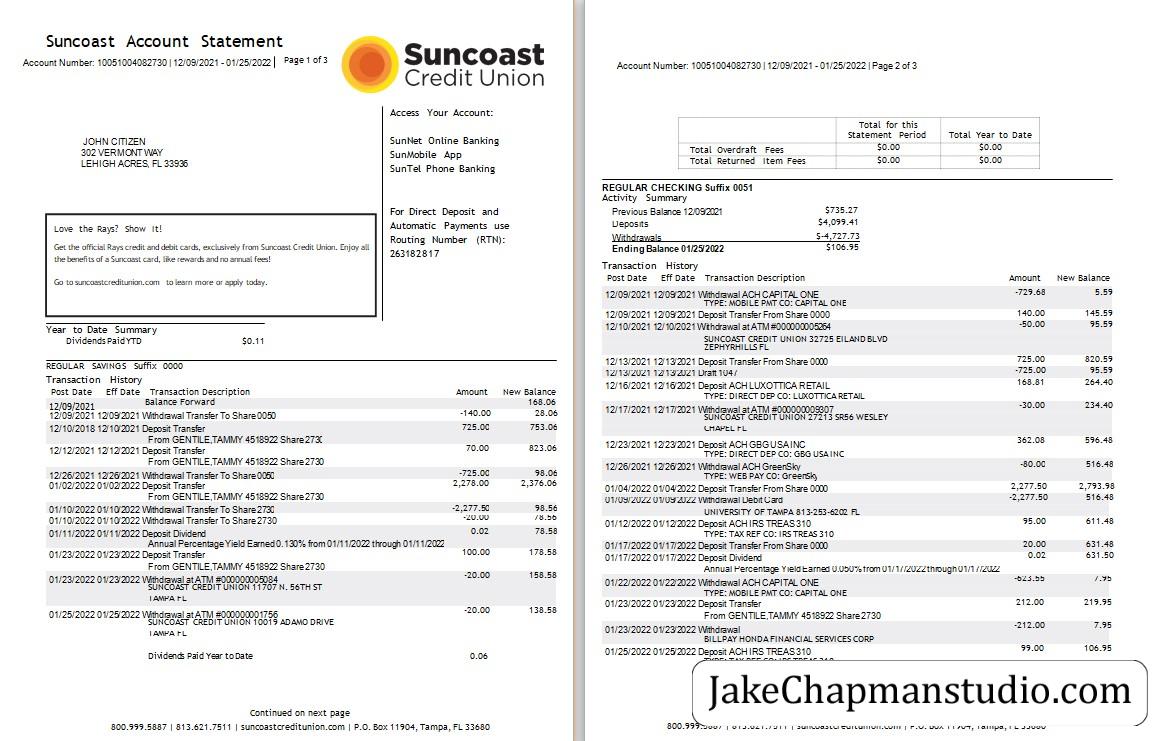 Suncoast Account Statement
Account Number: 10051004082730 | 12/09/2021 - 01/25/2022 | Page 1 of 3
Suncoast
Credit Union
JOHN CITIZEN
302 VERMONT WAY
LEHIGH ACRES, FL 33936
Access Your Account:
SunNet Online Banking
SunMobile App
SunTel Phone Banking
For Direct Deposit and
Automatic Payments use
Routing Number (RTN):
263182817
Love the Rays? Show It!
Get the official Rays credit and debit cards, exclusively from Suncoast Credit Union. Enjoy all
the benefits of a Suncoast card, like rewards and no annual fees!
Go to suncoastcreditunion.com to learn more or apply today.
Year to Date Summary
Dividends Paid YTD $0.11
REGULAR SAVINGS Suffix 0000
Transaction History
Post Date Eff Date Transaction Description Amount New Balance
12/09/2021 Balance Forward 168.06
12/09/2021 12/09/2021 Withdrawal Transfer To Share 0050 -140.00 28.06
12/10/2018 12/10/2021 Deposit Transfer 725.00 753.06
From GENTILE,TAMMY 4518922 Share 2730
12/12/2021 12/12/2021 Deposit Transfer 70.00 823.06
From GENTILE,TAMMY 4518922 Share 2730
12/26/2021 12/26/2021 Withdrawal Transfer To Share 0050 -725.00 98.06
01/02/2022 01/02/2022 Deposit Transfer 2,278.00 2,376.06
From GENTILE,TAMMY 4518922 Share 2730
01/10/2022 01/10/2022 Withdrawal Transfer To Share 2730 -2,277.50 98.56
01/10/2022 01/10/2022 Withdrawal Transfer To Share 2730 -20.00 78.56
01/11/2022 01/11/2022 Deposit Dividend 0.02 78.58
Annual Percentage Yield Earned 0.130% from 01/11/2022 through 01/11/2022
01/23/2022 01/23/2022 Deposit Transfer 100.00 178.58
From GENTILE,TAMMY 4518922 Share 2730
01/23/2022 01/23/2022 Withdrawal at ATM #000000005084 -20.00 158.58
SUNCOAST CREDIT UNION 11707 N. 56TH ST
TAMPA FL
01/25/2022 01/25/2022 Withdrawal at ATM #000000001756 -20.00 138.58
SUNCOAST CREDIT UNION 10019 ADAMO DRIVE
TAMPA FL
Dividends Paid Year to Date 0.06
Continued on next page
800.999.5887 | 813.621.7511 | suncoastcreditunion.com | P.O. Box 11904, Tampa, FL 33680
Account Number: 10051004082730 | 12/09/2021 - 01/25/2022 | Page 2 of 3
Total for this
Statement Period Total Year to Date
Total Overdraft Fees $0.00 $0.00
Total Returned Item Fees $0.00 $0.00
REGULAR CHECKING Suffix 0051
Activity Summary
Previous Balance 12/09/2021 $735.27
Deposits $4,099.41
Withdrawals $-4,727.73
Ending Balance 01/25/2022 $106.95
Transaction History
Post Date Eff Date Transaction Description Amount New Balance
12/09/2021 12/09/2021 Withdrawal ACH CAPITAL ONE -729.68 5.59
TYPE: MOBILE PMT CO: CAPITAL ONE
12/09/2021 12/09/2021 Deposit Transfer From Share 0000 140.00 145.59
12/10/2021 12/10/2021 Withdrawal at ATM #000000005264 -50.00 95.59
SUNCOAST CREDIT UNION 32725 EILAND BLVD
ZEPHYRHILLS FL
12/13/2021 12/13/2021 Deposit Transfer From Share 0000 725.00 820.59
12/13/2021 12/13/2021 Draft 1047 -725.00 95.59
12/16/2021 12/16/2021 Deposit ACH LUXOTTICA RETAIL 168.81 264.40
TYPE: DIRECT DEP CO: LUXOTTICA RETAIL
12/17/2021 12/17/2021 Withdrawal at ATM #000000009307 -30.00 234.40
SUNCOAST CREDIT UNION 27213 SR56 WESLEY
CHAPEL FL
12/23/2021 12/23/2021 Deposit ACH GBG USA INC 362.08 596.48
TYPE: DIRECT DEP CO: GBG USA INC
12/26/2021 12/26/2021 Withdrawal ACH GreenSky -80.00 516.48
TYPE: WEB PAY CO: GreenSky
01/04/2022 01/04/2022 Deposit Transfer From Share 0000 2,277.50 2,793.98
01/09/2022 01/09/2022 Withdrawal Debit Card -2,277.50 516.48
UNIVERSITY OF TAMPA 813-253-6202 FL
01/12/2022 01/12/2022 Deposit ACH IRS TREAS 310 95.00 611.48
TYPE: TAX REF CO: IRS TREAS 310
01/17/2022 01/17/2022 Deposit Transfer From Share 0000 20.00 631.48
01/17/2022 01/17/2022 Deposit Dividend 0.02 631.50
Annual Percentage Yield Earned 0.050% from 01/17/2022 through 01/17/2022
01/22/2022 01/22/2022 Withdrawal ACH CAPITAL ONE -623.55 7.95
TYPE: MOBILE PMT CO: CAPITAL ONE
01/23/2022 01/23/2022 Deposit Transfer 212.00 219.95
From GENTILE,TAMMY 4518922 Share 2730
01/23/2022 01/23/2022 Withdrawal -212.00 7.95
BILLPAY HONDA FINANCIAL SERVICES CORP
01/25/2022 01/25/2022 Deposit ACH IRS TREAS 310 99.00 106.95
JakeChapmanstudio.com
800.999.5887 | 813.621.7511 | suncoastcreditunion.com | P.O. Box 11904, Tampa, FL 33680